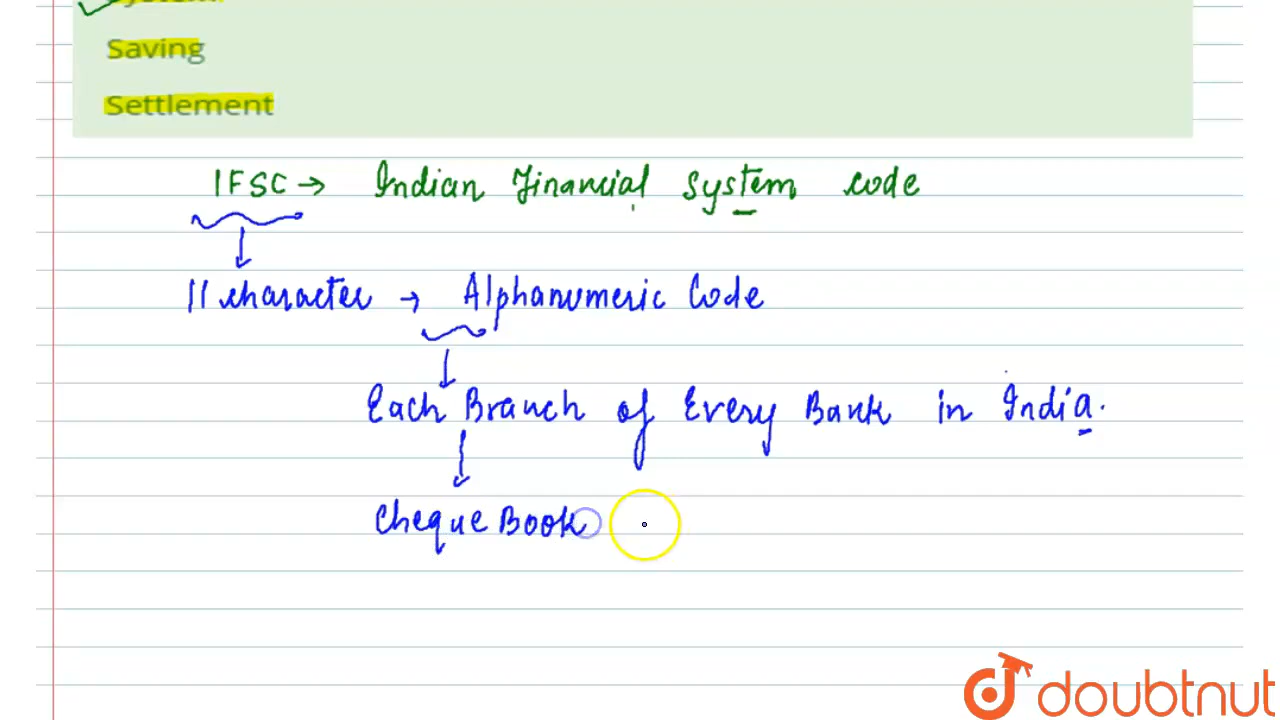 System
Saving
Settlement
IFSC → Indian Financial System code
11 character → Alphanumeric Code
Each Branch of Every Bank in India.
Cheque Book
doubtnut